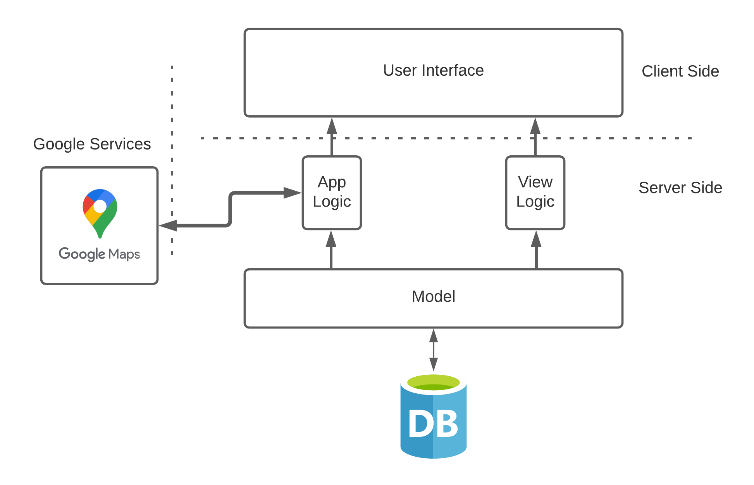 User Interface
Client Side
Google Services
App
Logic
View
Logic
Server Side
Google Maps
Model
DB